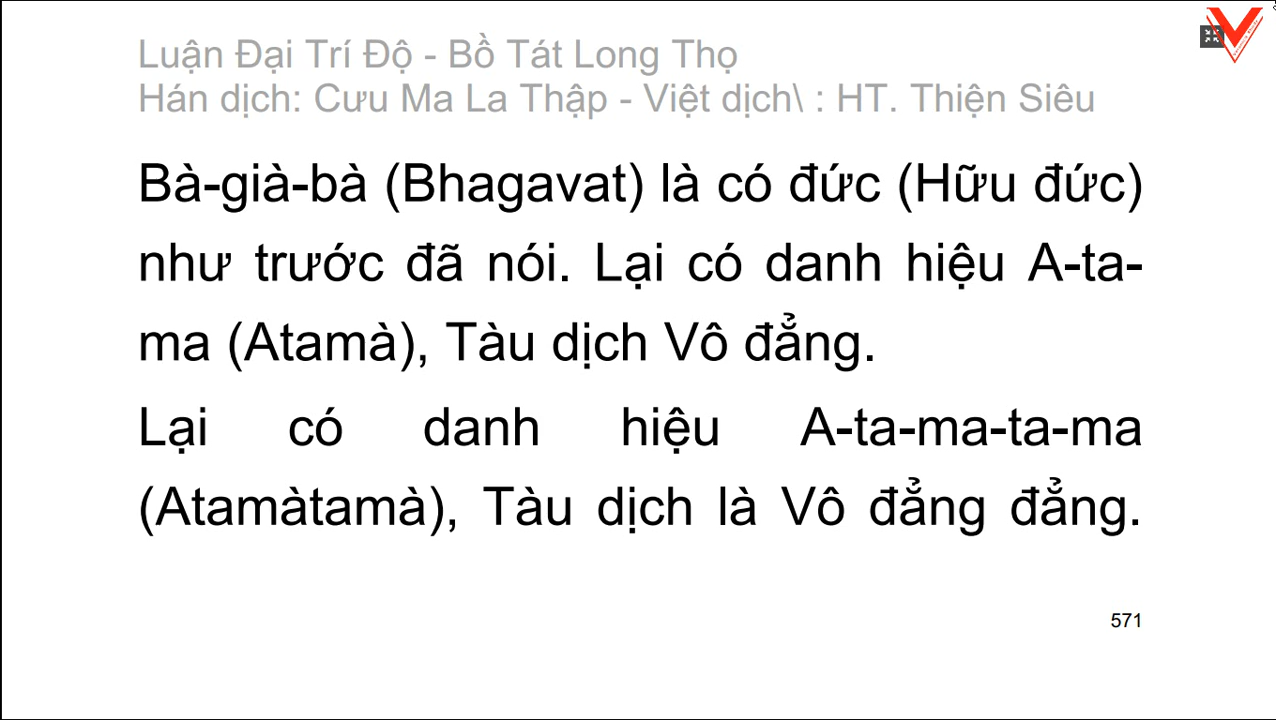 Luận Đại Trí Độ - Bồ Tát Long Thọ
Hán dịch: Cưu Ma La Thập - Việt dịch\ : HT. Thiện Siêu
Bà-già-bà (Bhagavat) là có đức (Hữu đức)
như trước đã nói. Lại có danh hiệu A-ta-
ma (Atamà), Tàu dịch Vô đẳng.
Lại có danh hiệu A-ta-ma-ta-ma
(Atamàtamà), Tàu dịch là Vô đẳng đẳng.
571